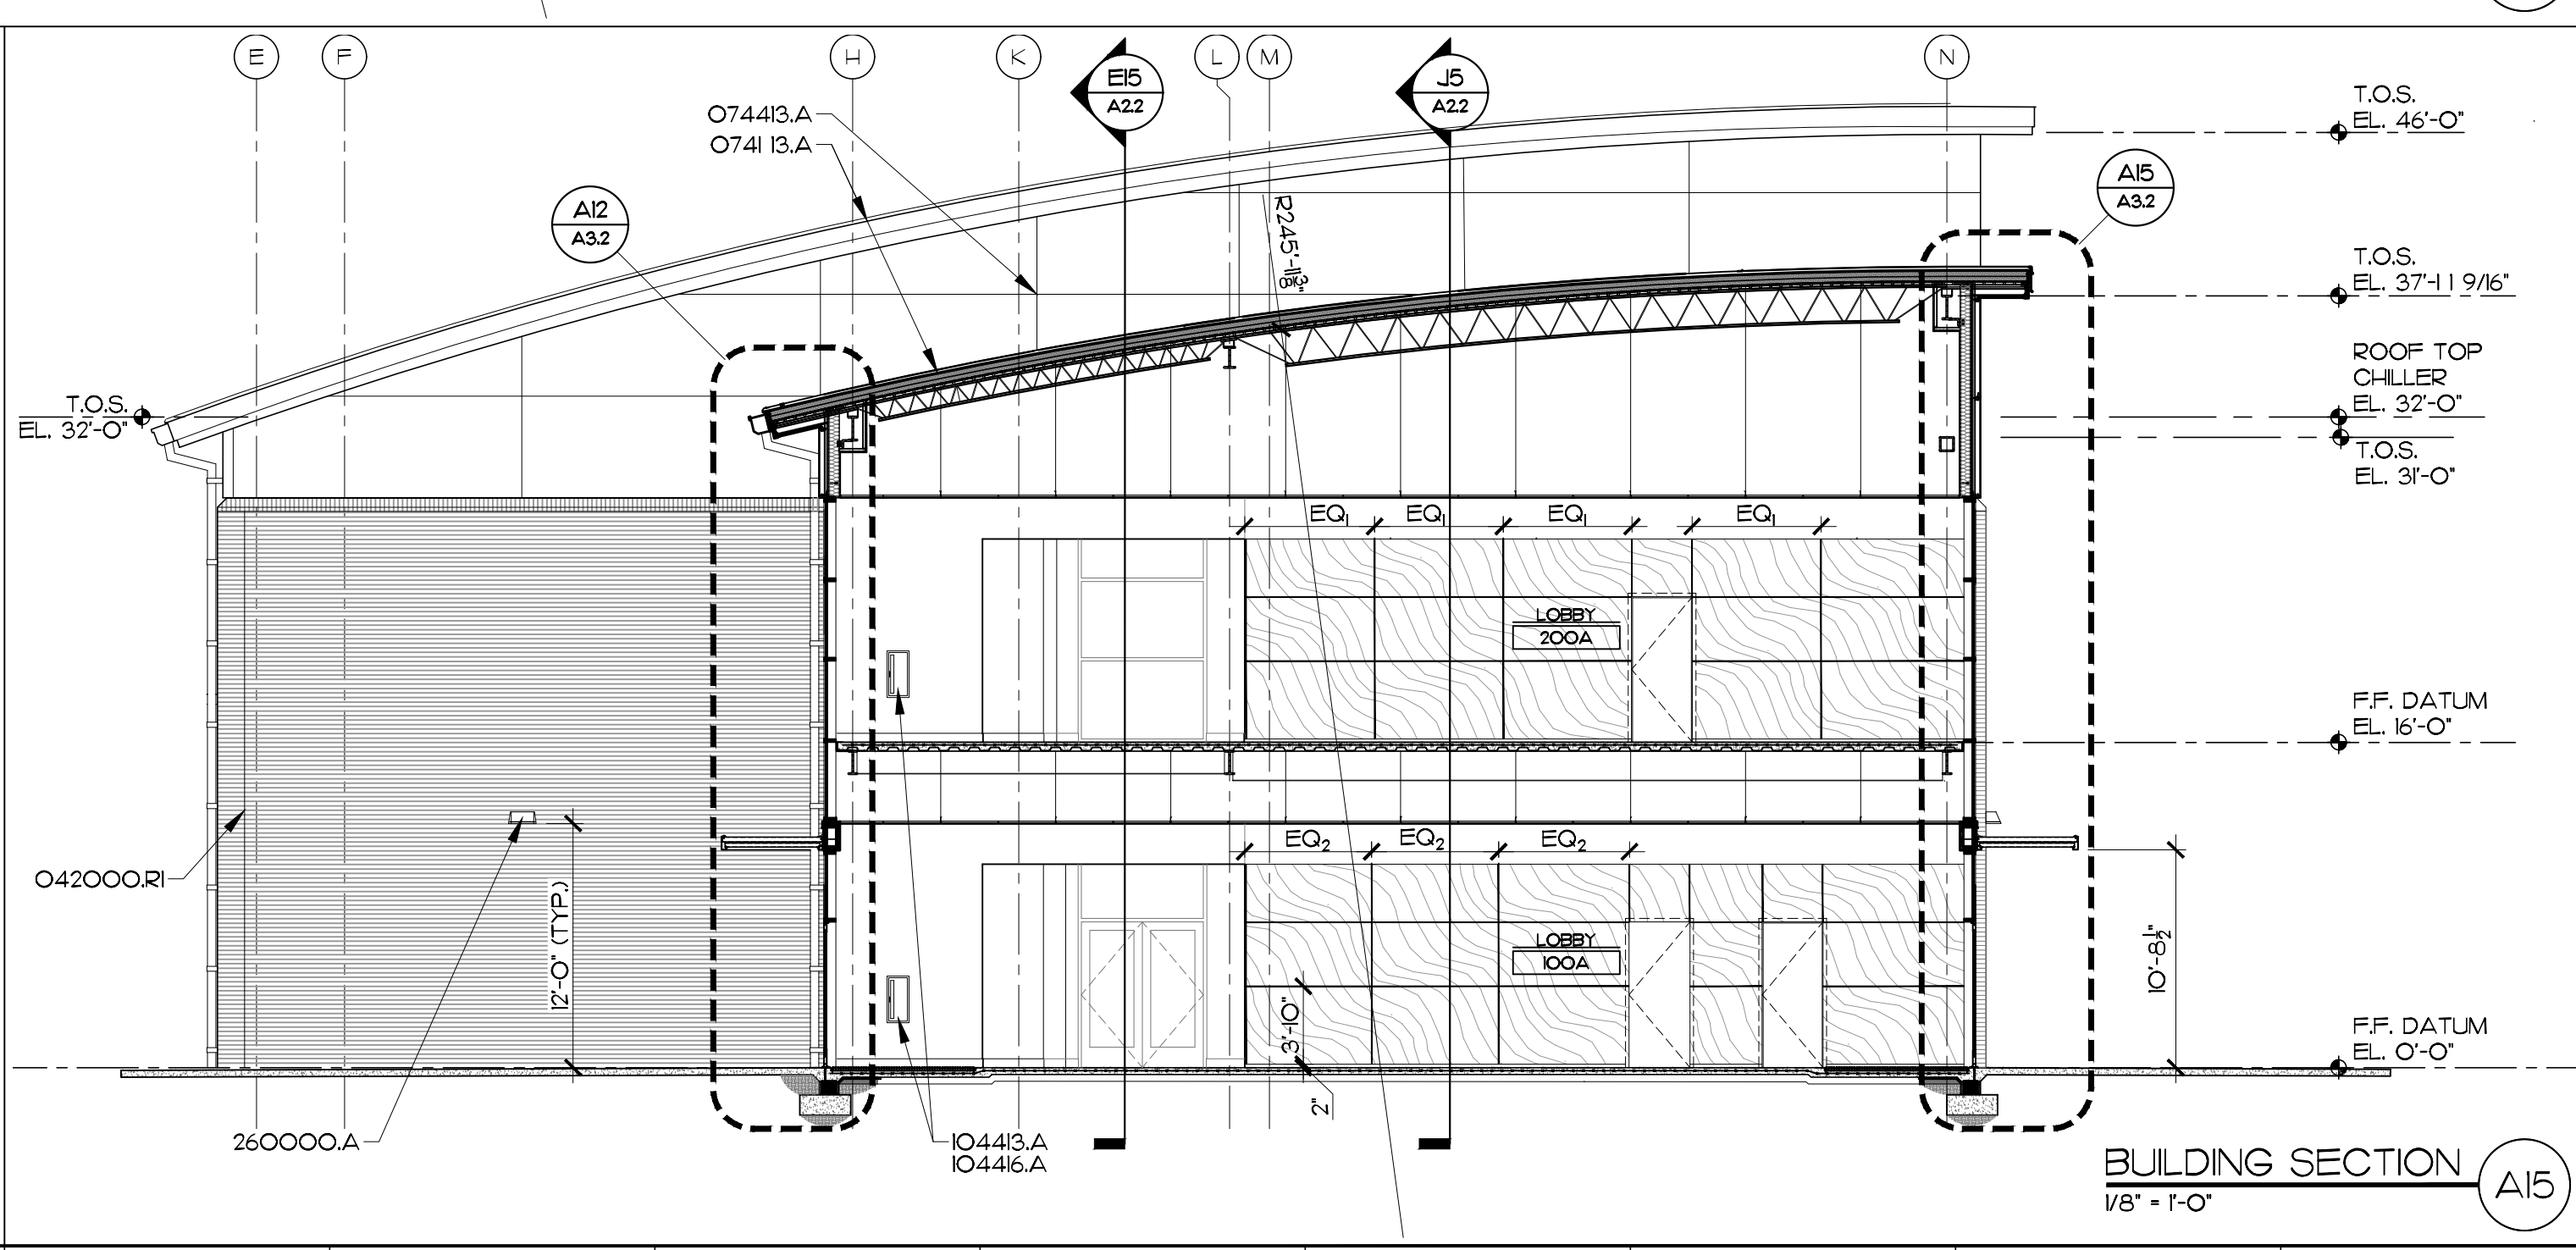 E
F
H
K
L
M
N
E15
A2.2
J5
A2.2
074413.A
074113.A
T.O.S.
EL. 46'-0"
A12
A3.2
A15
A3.2
R245'-11 3/8"
T.O.S.
EL. 37'-11 9/16"
ROOF TOP
CHILLER
EL. 32'-0"
T.O.S.
EL. 32'-0"
T.O.S.
EL. 31'-0"
EQ1
EQ1
EQ1
EQ1
LOBBY
200A
F.F. DATUM
EL. 16'-0"
EQ2
EQ2
EQ2
042000.R1
12'-0" (TYP.)
LOBBY
100A
3'-10"
10'-8 1/2"
F.F. DATUM
EL. 0'-0"
2"
260000.A
104413.A
104416.A
BUILDING SECTION
1/8" = 1'-0"
A15